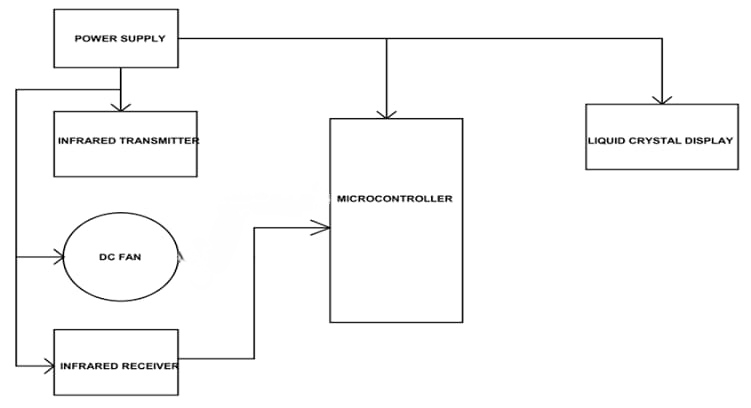 POWER SUPPLY
INFRARED TRANSMITTER
LIQUID CRYSTAL DISPLAY
MICROCONTROLLER
DC FAN
INFRARED RECEIVER